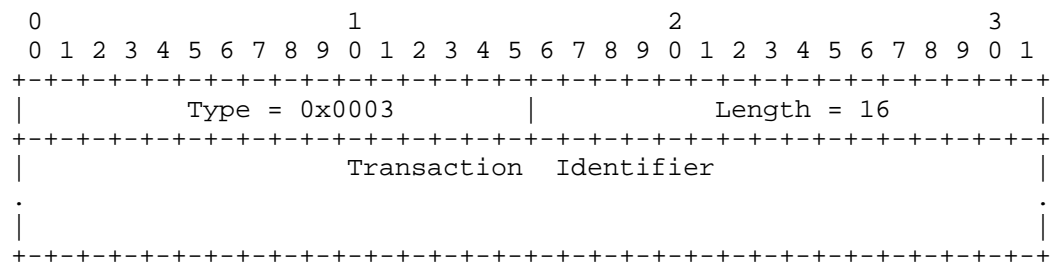 0                   1                   2                   3
 0 1 2 3 4 5 6 7 8 9 0 1 2 3 4 5 6 7 8 9 0 1 2 3 4 5 6 7 8 9 0 1
+-+-+-+-+-+-+-+-+-+-+-+-+-+-+-+-+-+-+-+-+-+-+-+-+-+-+-+-+-+-+-+-+
|          Type = 0x0003        |           Length = 16         |
+-+-+-+-+-+-+-+-+-+-+-+-+-+-+-+-+-+-+-+-+-+-+-+-+-+-+-+-+-+-+-+-+
|                    Transaction  Identifier                    |
.                                                               .
|                                                               |
+-+-+-+-+-+-+-+-+-+-+-+-+-+-+-+-+-+-+-+-+-+-+-+-+-+-+-+-+-+-+-+-+